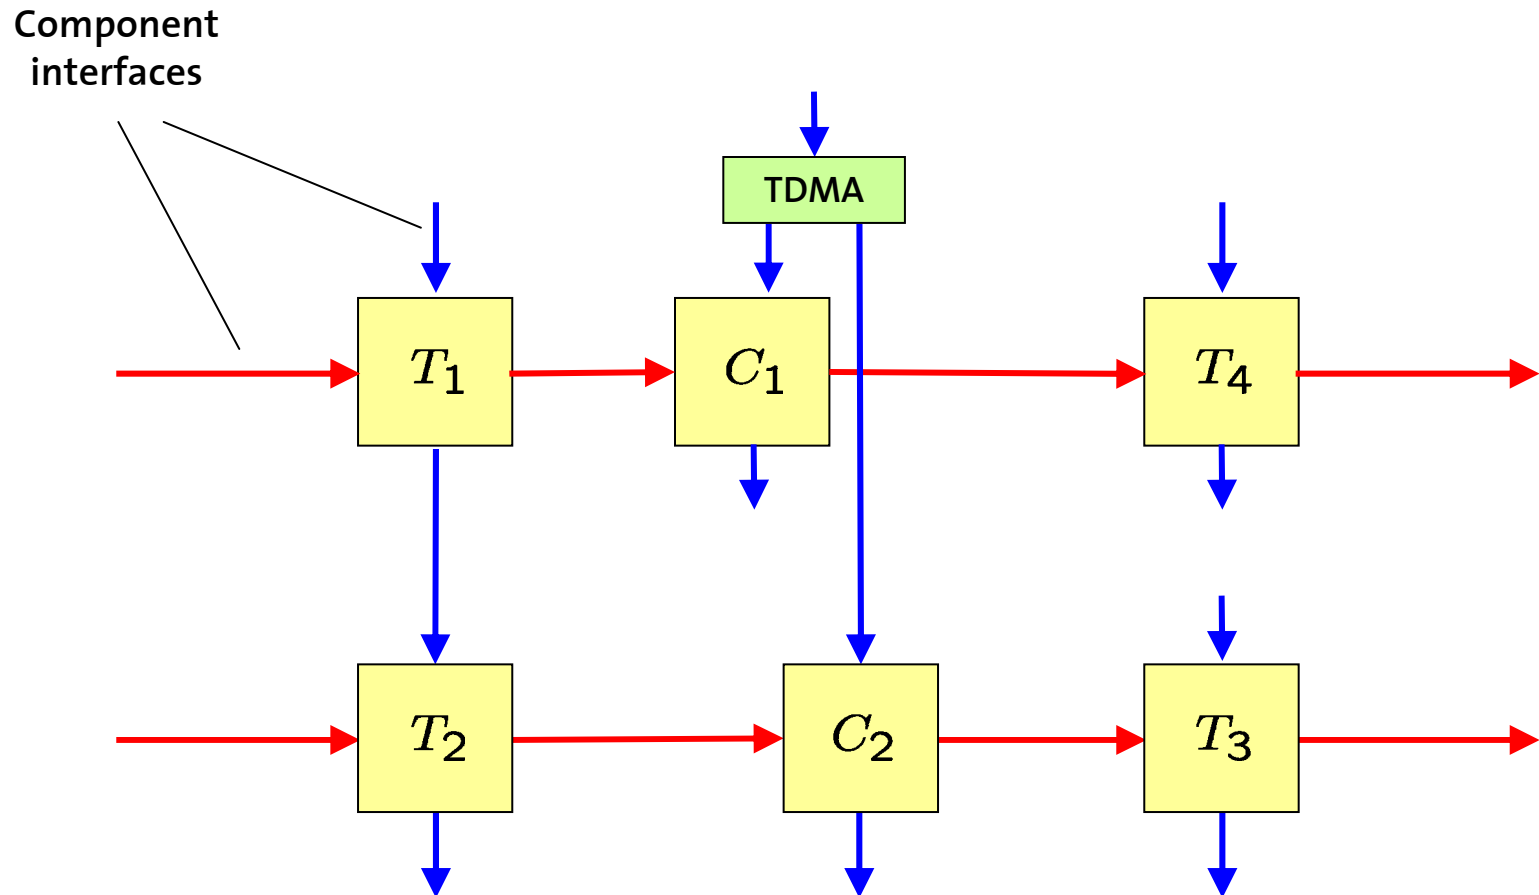 Component
interfaces
TDMA
T1
C1
T4
T2
C2
T3